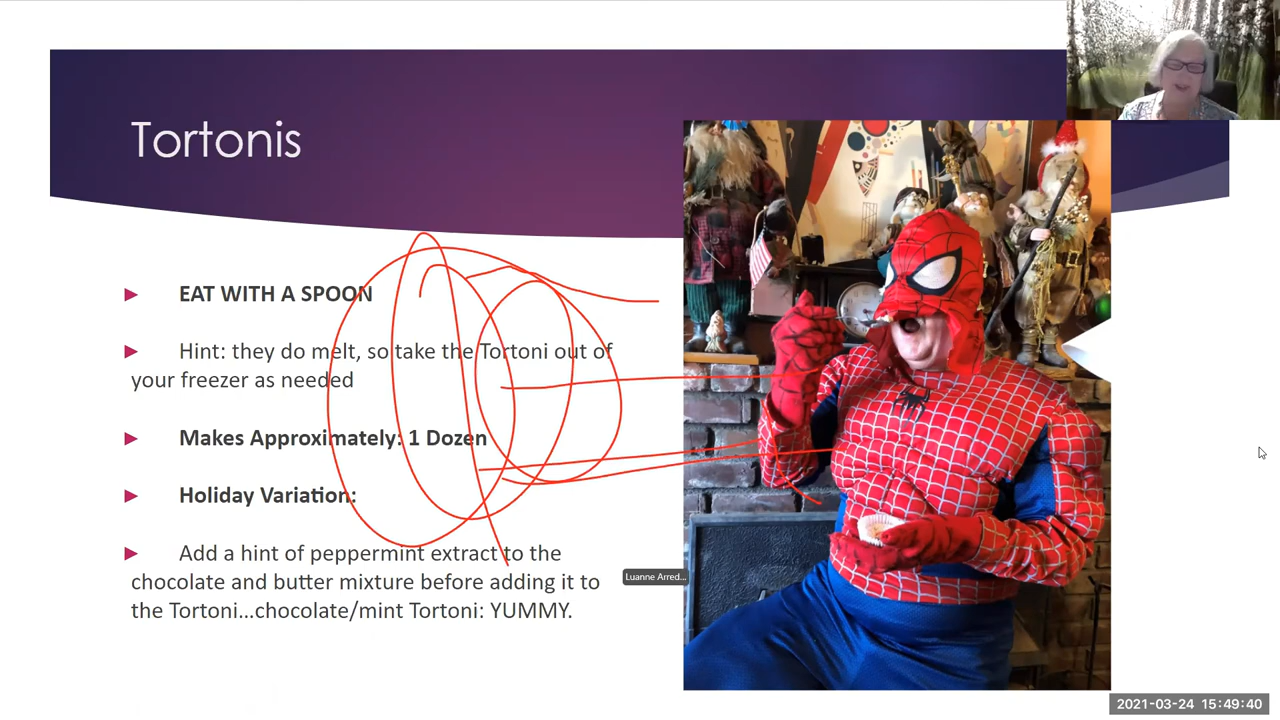 Tortonis
EAT WITH A SPOON
Hint: they do melt, so take the Tortoni out of
your freezer as needed
Makes Approximately: 1 Dozen
Holiday Variation:
Add a hint of peppermint extract to the
chocolate and butter mixture before adding it to
the Tortoni...chocolate/mint Tortoni: YUMMY.
Luanne Arred...
2021-03-24 15:49:40